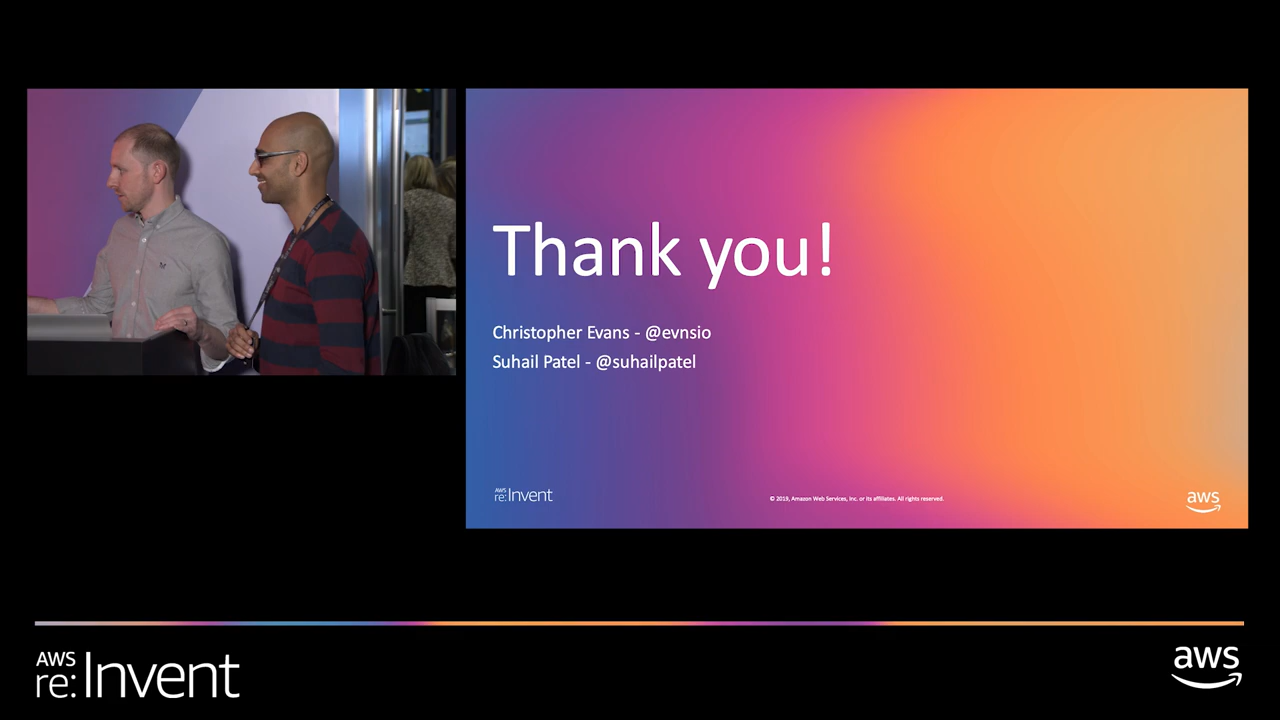 Thank you!
Christopher Evans - @evnsio
Suhail Patel - @suhailpatel
AWS
re:Invent
© 2019, Amazon Web Services, Inc. or its affiliates. All rights reserved.
aws
AWS
re:Invent
aws